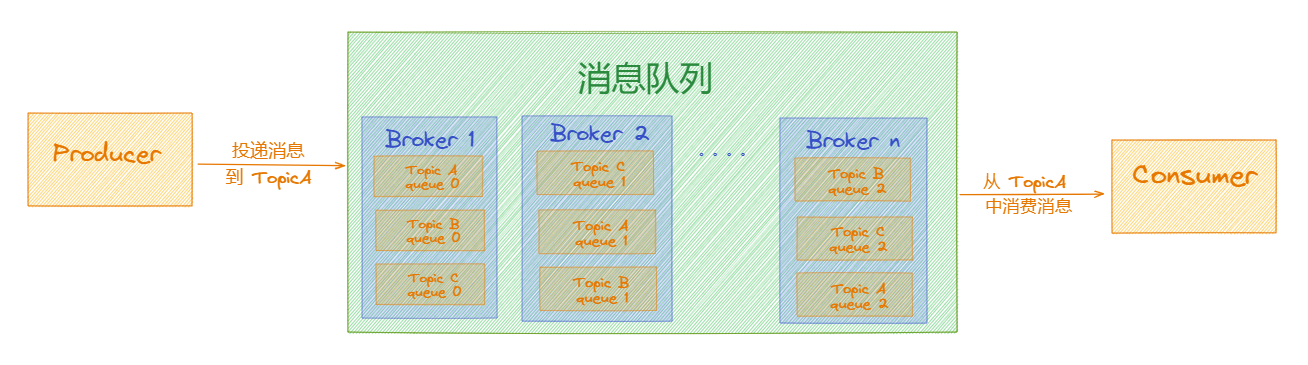 消息队列
Producer
投递消息
到 TopicA
Broker 1
Topic A
queue 0
Topic B
queue 0
Topic C
queue 0
Broker 2
Topic C
queue 1
Topic A
queue 1
Topic B
queue 1
。。。。
Broker n
Topic B
queue 2
Topic C
queue 2
Topic A
queue 2
从 TopicA
中消费消息
Consumer